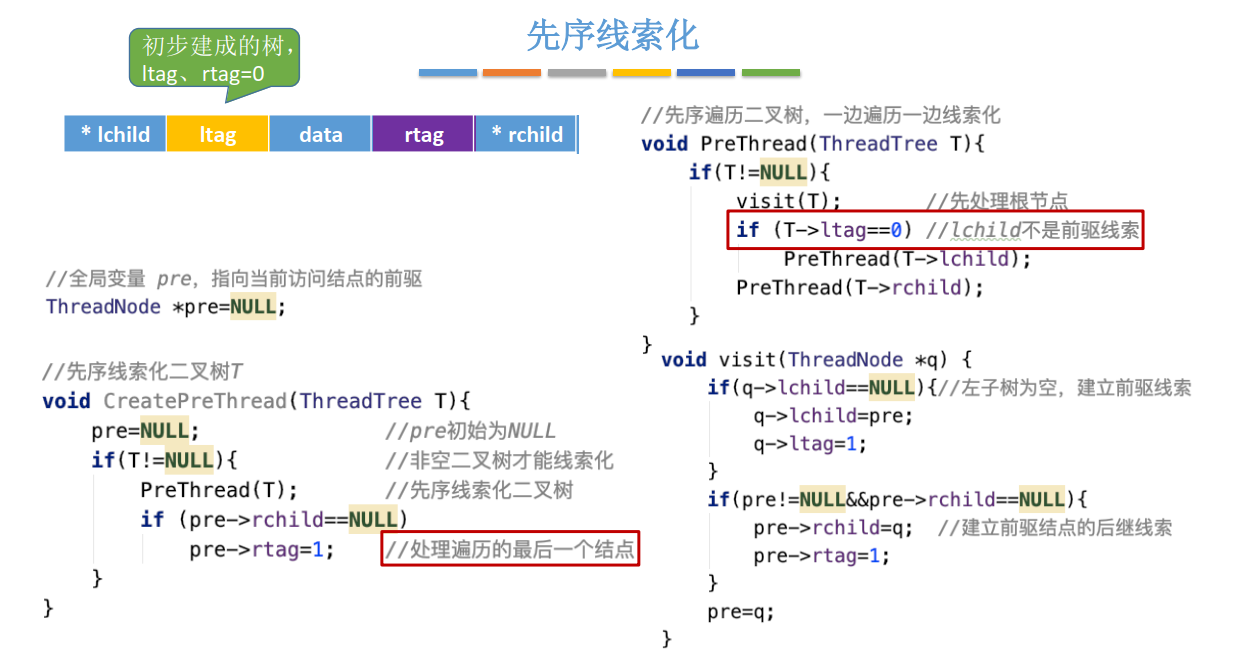 先序线索化
初步建成的树，
ltag、rtag=0
* lchild ltag data rtag * rchild
//全局变量 pre，指向当前访问结点的前驱
ThreadNode *pre=NULL;
//先序线索化二叉树T
void CreatePreThread(ThreadTree T){
pre=NULL; //pre初始为NULL
if(T!=NULL){ //非空二叉树才能线索化
PreThread(T); //先序线索化二叉树
if (pre->rchild==NULL)
pre->rtag=1; //处理遍历的最后一个结点
}
}
//先序遍历二叉树，一边遍历一边线索化
void PreThread(ThreadTree T){
if(T!=NULL){
visit(T); //先处理根节点
if (T->ltag==0) //lchild不是前驱线索
PreThread(T->lchild);
PreThread(T->rchild);
}
}
void visit(ThreadNode *q) {
if(q->lchild==NULL){//左子树为空，建立前驱线索
q->lchild=pre;
q->ltag=1;
}
if(pre!=NULL&&pre->rchild==NULL){
pre->rchild=q; //建立前驱结点的后继线索
pre->rtag=1;
}
pre=q;
}